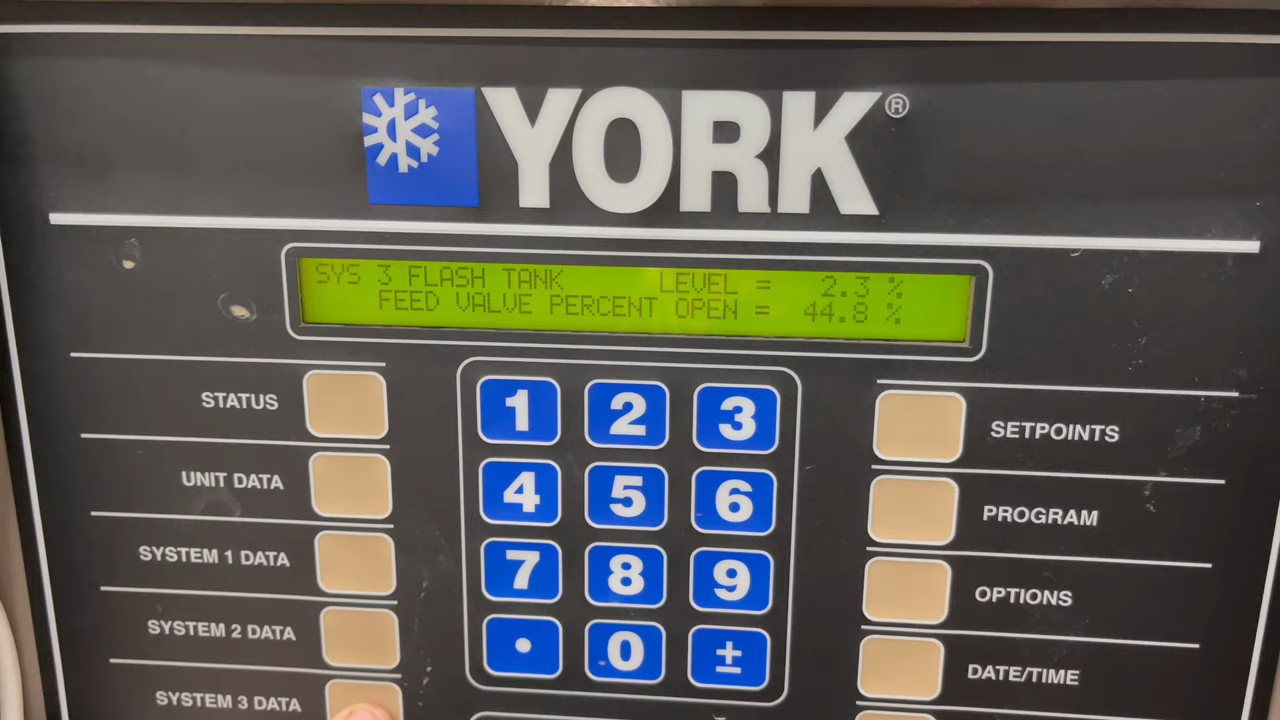 YORK®
SYS 3 FLASH TANK LEVEL = 2.3 %
FEED VALVE PERCENT OPEN = 44.8 %
STATUS
UNIT DATA
SYSTEM 1 DATA
SYSTEM 2 DATA
SYSTEM 3 DATA
1 2 3
4 5 6
7 8 9
• 0 ±
SETPOINTS
PROGRAM
OPTIONS
DATE/TIME